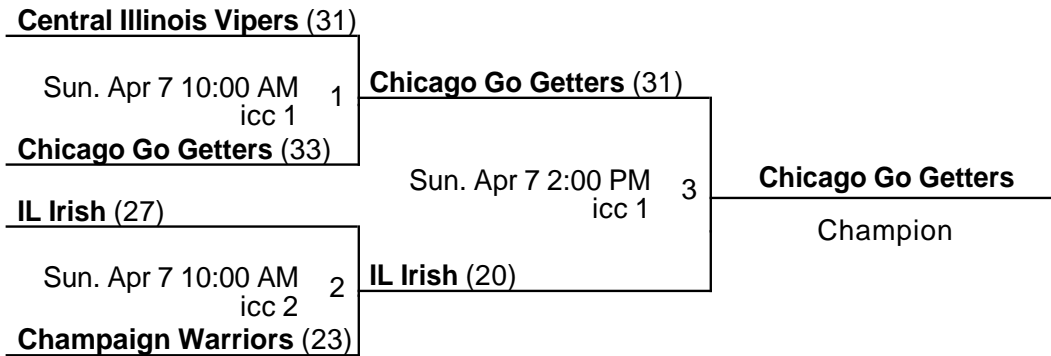 Central Illinois Vipers (31)
Sun. Apr 7 10:00 AM
icc 1
1
Chicago Go Getters (33)
Chicago Go Getters (31)
IL Irish (27)
Sun. Apr 7 10:00 AM
icc 2
2
Champaign Warriors (23)
IL Irish (20)
Sun. Apr 7 2:00 PM
icc 1
3
Chicago Go Getters
Champion